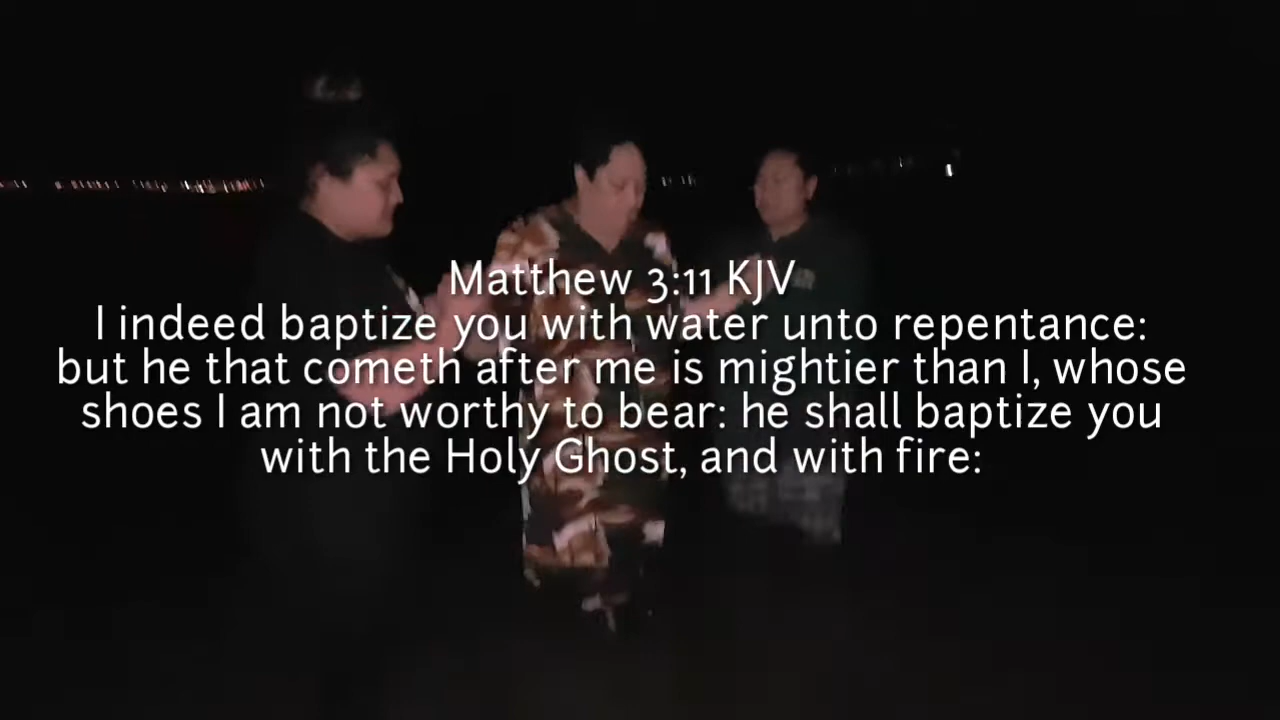 Matthew 3:11 KJV
I indeed baptize you with water unto repentance:
but he that cometh after me is mightier than I, whose
shoes I am not worthy to bear: he shall baptize you
with the Holy Ghost, and with fire: